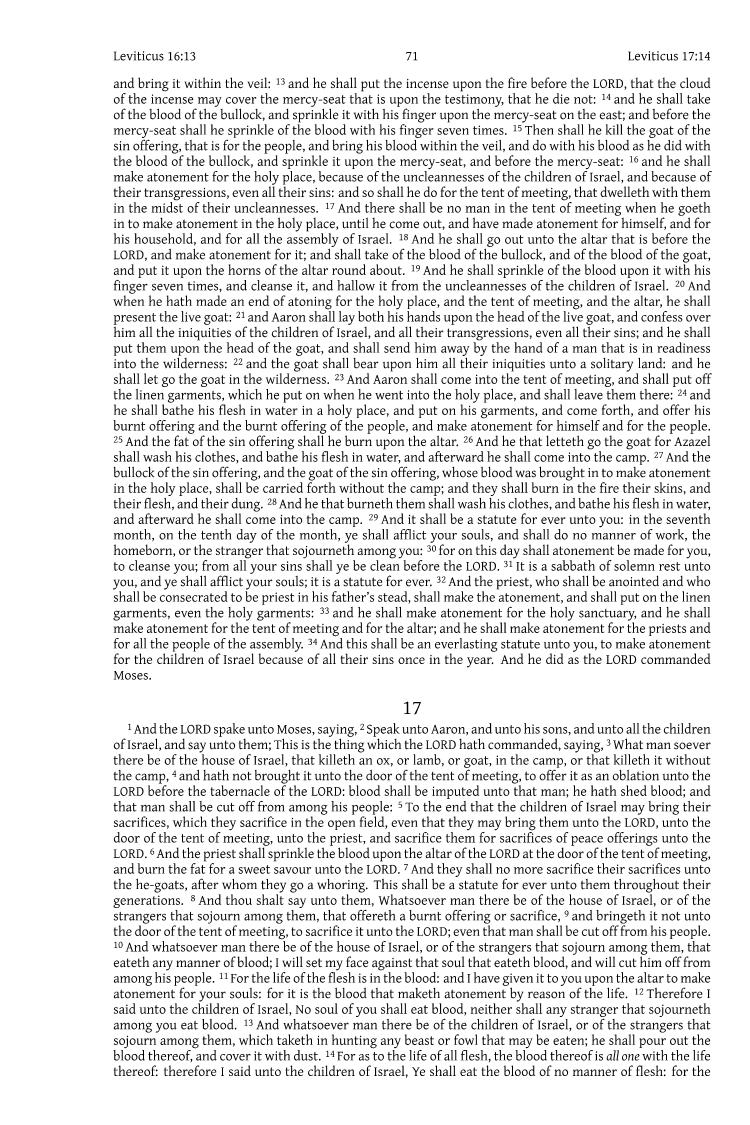 Leviticus 16:13 71 Leviticus 17:14
and bring it within the veil: 13 and he shall put the incense upon the fire before the LORD, that the cloud
of the incense may cover the mercy-seat that is upon the testimony, that he die not: 14 and he shall take
of the blood of the bullock, and sprinkle it with his finger upon the mercy-seat on the east; and before the
mercy-seat shall he sprinkle of the blood with his finger seven times. 15 Then shall he kill the goat of the
sin offering, that is for the people, and bring his blood within the veil, and do with his blood as he did with
the blood of the bullock, and sprinkle it upon the mercy-seat, and before the mercy-seat: 16 and he shall
make atonement for the holy place, because of the uncleannesses of the children of Israel, and because of
their transgressions, even all their sins: and so shall he do for the tent of meeting, that dwelleth with them
in the midst of their uncleannesses. 17 And there shall be no man in the tent of meeting when he goeth
in to make atonement in the holy place, until he come out, and have made atonement for himself, and for
his household, and for all the assembly of Israel. 18 And he shall go out unto the altar that is before the
LORD, and make atonement for it; and shall take of the blood of the bullock, and of the blood of the goat,
and put it upon the horns of the altar round about. 19 And he shall sprinkle of the blood upon it with his
finger seven times, and cleanse it, and hallow it from the uncleannesses of the children of Israel. 20 And
when he hath made an end of atoning for the holy place, and the tent of meeting, and the altar, he shall
present the live goat: 21 and Aaron shall lay both his hands upon the head of the live goat, and confess over
him all the iniquities of the children of Israel, and all their transgressions, even all their sins; and he shall
put them upon the head of the goat, and shall send him away by the hand of a man that is in readiness
into the wilderness: 22 and the goat shall bear upon him all their iniquities unto a solitary land: and he
shall let go the goat in the wilderness. 23 And Aaron shall come into the tent of meeting, and shall put off
the linen garments, which he put on when he went into the holy place, and shall leave them there: 24 and
he shall bathe his flesh in water in a holy place, and put on his garments, and come forth, and offer his
burnt offering and the burnt offering of the people, and make atonement for himself and for the people.
25 And the fat of the sin offering shall he burn upon the altar. 26 And he that letteth go the goat for Azazel
shall wash his clothes, and bathe his flesh in water, and afterward he shall come into the camp. 27 And the
bullock of the sin offering, and the goat of the sin offering, whose blood was brought in to make atonement
in the holy place, shall be carried forth without the camp; and they shall burn in the fire their skins, and
their flesh, and their dung. 28 And he that burneth them shall wash his clothes, and bathe his flesh in water,
and afterward he shall come into the camp. 29 And it shall be a statute for ever unto you: in the seventh
month, on the tenth day of the month, ye shall afflict your souls, and shall do no manner of work, the
homeborn, or the stranger that sojourneth among you: 30 for on this day shall atonement be made for you,
to cleanse you; from all your sins shall ye be clean before the LORD. 31 It is a sabbath of solemn rest unto
you, and ye shall afflict your souls; it is a statute for ever. 32 And the priest, who shall be anointed and who
shall be consecrated to be priest in his father's stead, shall make the atonement, and shall put on the linen
garments, even the holy garments: 33 and he shall make atonement for the holy sanctuary, and he shall
make atonement for the tent of meeting and for the altar; and he shall make atonement for the priests and
for all the people of the assembly. 34 And this shall be an everlasting statute unto you, to make atonement
for the children of Israel because of all their sins once in the year. And he did as the LORD commanded
Moses.
17
1 And the LORD spake unto Moses, saying, 2 Speak unto Aaron, and unto his sons, and unto all the children
of Israel, and say unto them; This is the thing which the LORD hath commanded, saying, 3 What man soever
there be of the house of Israel, that killeth an ox, or lamb, or goat, in the camp, or that killeth it without
the camp, 4 and hath not brought it unto the door of the tent of meeting, to offer it as an oblation unto the
LORD before the tabernacle of the LORD: blood shall be imputed unto that man; he hath shed blood; and
that man shall be cut off from among his people: 5 To the end that the children of Israel may bring their
sacrifices, which they sacrifice in the open field, even that they may bring them unto the LORD, unto the
door of the tent of meeting, unto the priest, and sacrifice them for sacrifices of peace offerings unto the
LORD. 6 And the priest shall sprinkle the blood upon the altar of the LORD at the door of the tent of meeting,
and burn the fat for a sweet savour unto the LORD. 7 And they shall no more sacrifice their sacrifices unto
the he-goats, after whom they go a whoring. This shall be a statute for ever unto them throughout their
generations. 8 And thou shalt say unto them, Whatsoever man there be of the house of Israel, or of the
strangers that sojourn among them, that offereth a burnt offering or sacrifice, 9 and bringeth it not unto
the door of the tent of meeting, to sacrifice it unto the LORD; even that man shall be cut off from his people.
10 And whatsoever man there be of the house of Israel, or of the strangers that sojourn among them, that
eateth any manner of blood; I will set my face against that soul that eateth blood, and will cut him off from
among his people. 11 For the life of the flesh is in the blood: and I have given it to you upon the altar to make
atonement for your souls: for it is the blood that maketh atonement by reason of the life. 12 Therefore I
said unto the children of Israel, No soul of you shall eat blood, neither shall any stranger that sojourneth
among you eat blood. 13 And whatsoever man there be of the children of Israel, or of the strangers that
sojourn among them, which taketh in hunting any beast or fowl that may be eaten; he shall pour out the
blood thereof, and cover it with dust. 14 For as to the life of all flesh, the blood thereof is all one with the life
thereof: therefore I said unto the children of Israel, Ye shall eat the blood of no manner of flesh: for the